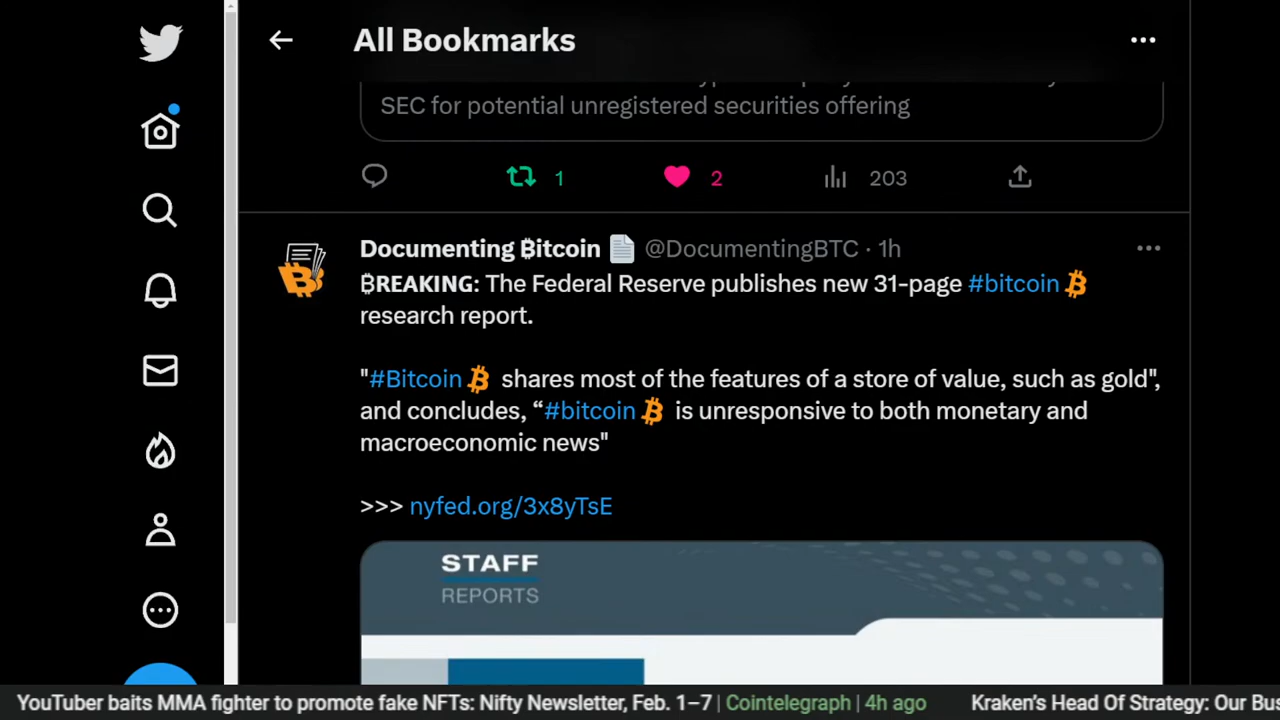 All Bookmarks
SEC for potential unregistered securities offering
1
2
203
Documenting ₿itcoin 📄 @DocumentingBTC · 1h
₿REAKING: The Federal Reserve publishes new 31-page #bitcoin
research report.
"#Bitcoin shares most of the features of a store of value, such as gold",
and concludes, “#bitcoin is unresponsive to both monetary and
macroeconomic news"
>>> nyfed.org/3x8yTsE
STAFF
REPORTS
YouTuber baits MMA fighter to promote fake NFTs: Nifty Newsletter, Feb. 1–7 | Cointelegraph | 4h ago
Kraken’s Head Of Strategy: Our Bus